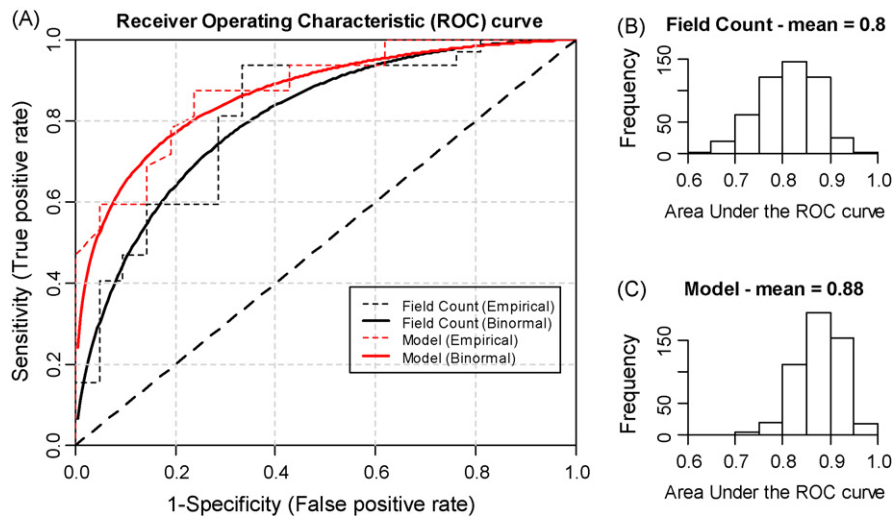 (A)
Receiver Operating Characteristic (ROC) curve
Sensitivity (True positive rate)
1.0
0.8
0.6
0.4
0.2
0.0
Field Count (Empirical)
Field Count (Binormal)
Model (Empirical)
Model (Binormal)
0.0 0.2 0.4 0.6 0.8 1.0
1-Specificity (False positive rate)
(B)
Field Count - mean = 0.8
Frequency
150
50
0
0.6 0.7 0.8 0.9 1.0
Area Under the ROC curve
(C)
Model - mean = 0.88
Frequency
150
50
0
0.6 0.7 0.8 0.9 1.0
Area Under the ROC curve